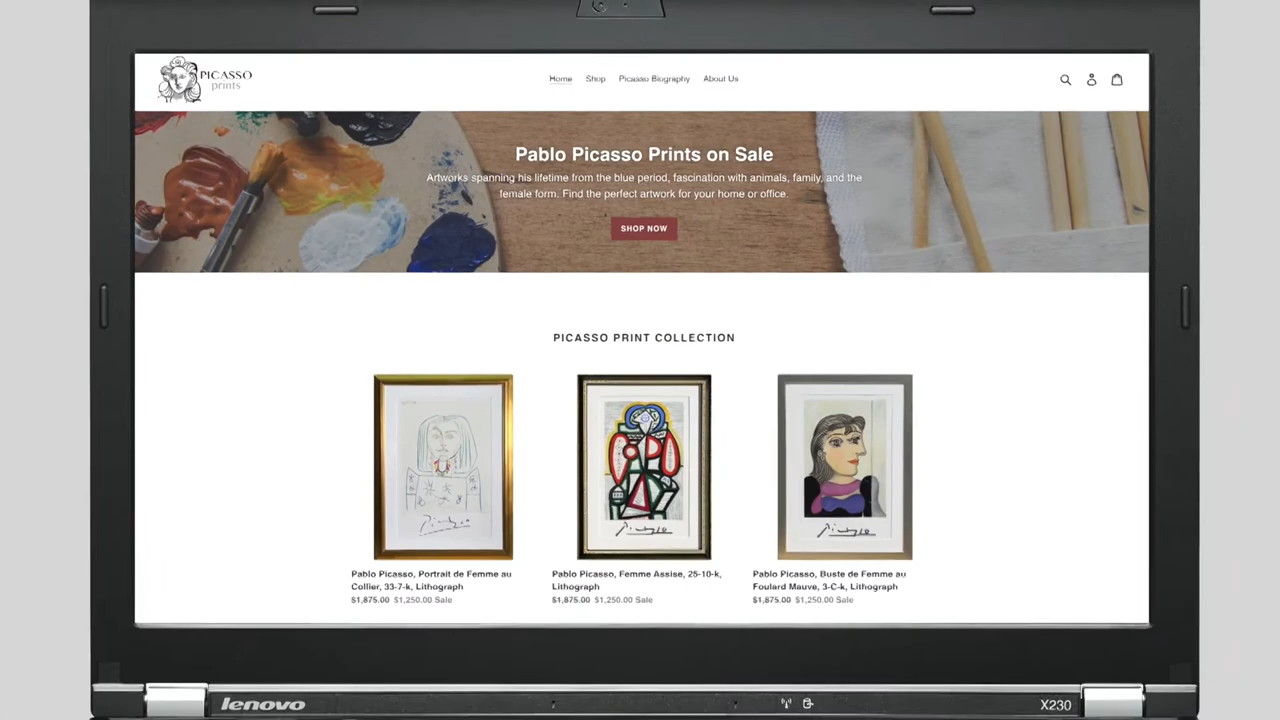 PICASSO
prints
Home Shop Picasso Biography About Us
Pablo Picasso Prints on Sale
Artworks spanning his lifetime from the blue period, fascination with animals, family, and the
female form. Find the perfect artwork for your home or office.
SHOP NOW
PICASSO PRINT COLLECTION
Picasso
Picasso
Picasso
Pablo Picasso, Portrait de Femme au
Collier, 33-7-k, Lithograph
$1,875.00 $1,250.00 Sale
Pablo Picasso, Femme Assise, 25-10-k,
Lithograph
$1,875.00 $1,250.00 Sale
Pablo Picasso, Buste de Femme au
Foulard Mauve, 3-C-k, Lithograph
$1,875.00 $1,250.00 Sale
lenovo
X230